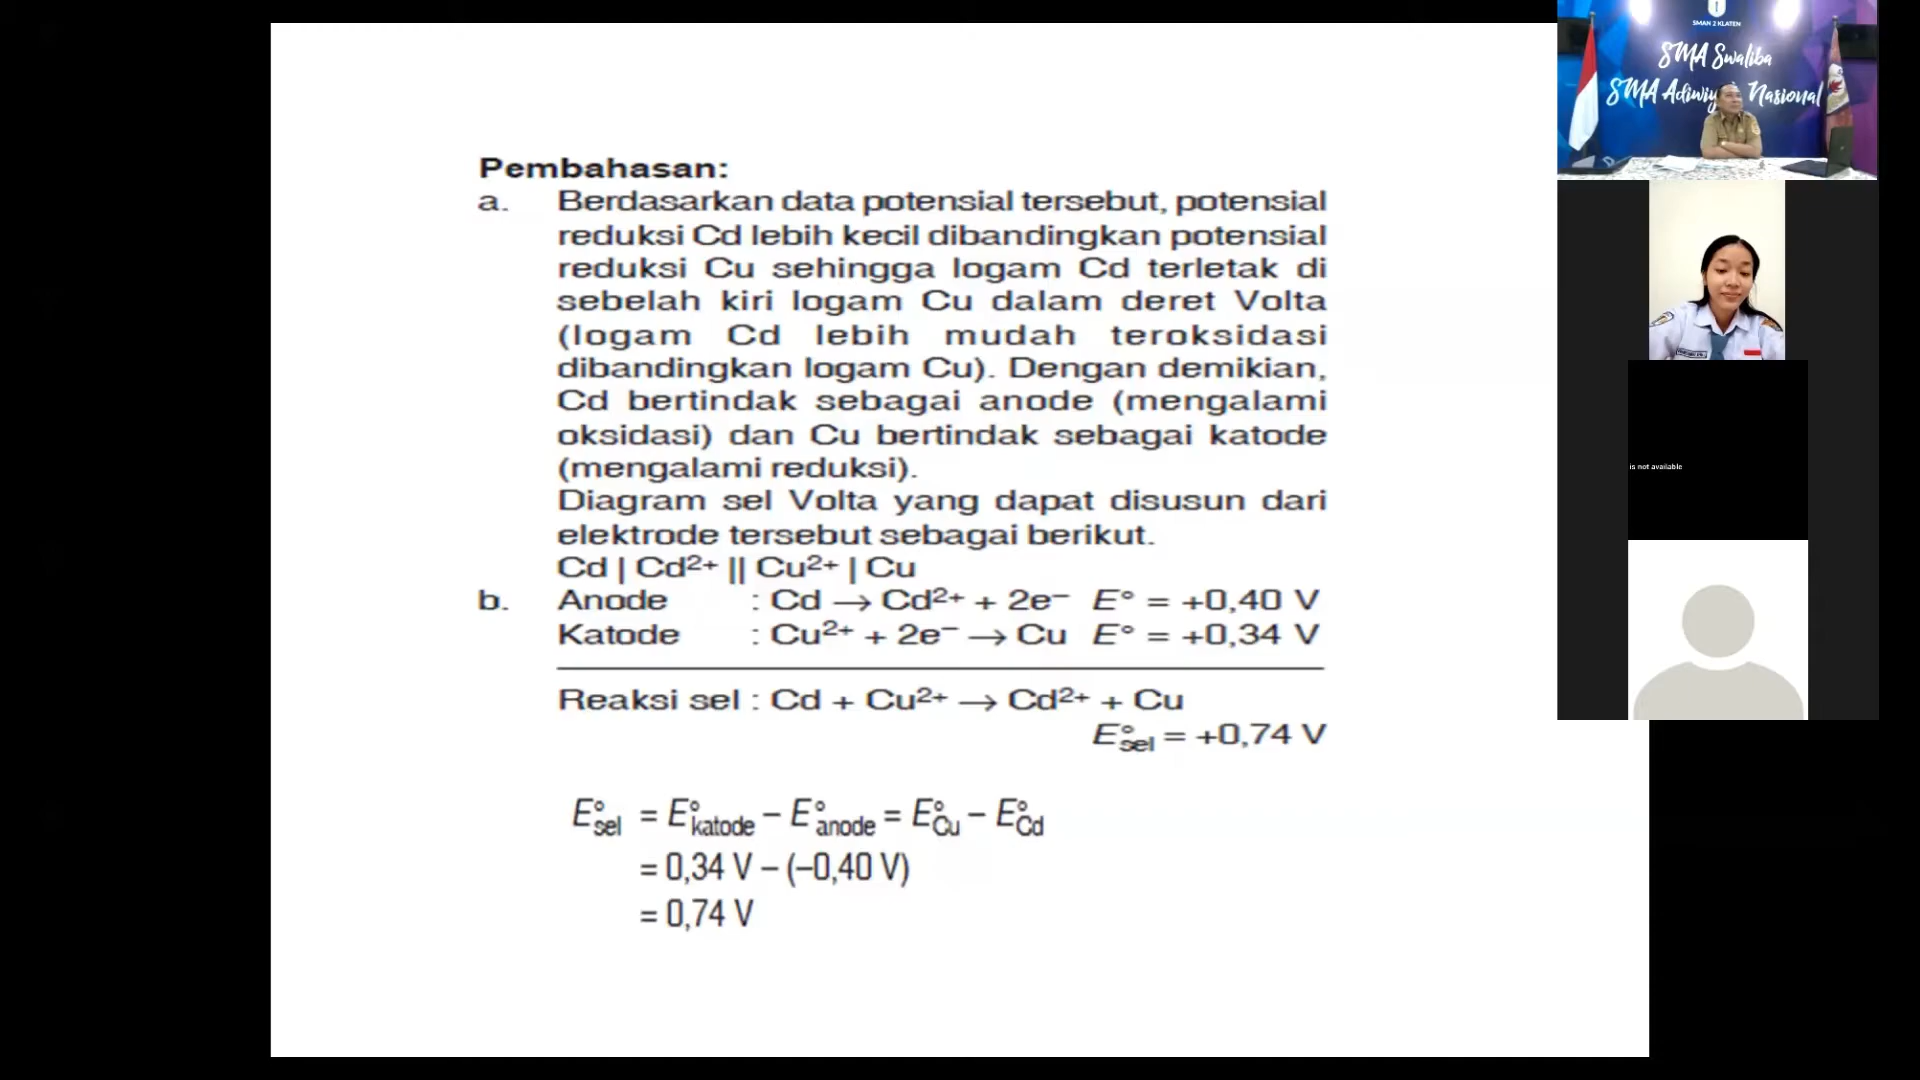 Pembahasan:
a. Berdasarkan data potensial tersebut, potensial
reduksi Cd lebih kecil dibandingkan potensial
reduksi Cu sehingga logam Cd terletak di
sebelah kiri logam Cu dalam deret Volta
(logam Cd lebih mudah teroksidasi
dibandingkan logam Cu). Dengan demikian,
Cd bertindak sebagai anode (mengalami
oksidasi) dan Cu bertindak sebagai katode
(mengalami reduksi).
Diagram sel Volta yang dapat disusun dari
elektrode tersebut sebagai berikut.
Cd | Cd²⁺ || Cu²⁺ | Cu
b. Anode : Cd → Cd²⁺ + 2e⁻ E° = +0,40 V
Katode : Cu²⁺ + 2e⁻ → Cu E° = +0,34 V
Reaksi sel : Cd + Cu²⁺ → Cd²⁺ + Cu
E°sel = +0,74 V
E°sel = E°katode – E°anode = E°Cu – E°Cd
= 0,34 V – (–0,40 V)
= 0,74 V
SMAN 2 KLATEN
SMA Swaliba
SMA Nasional
is not available